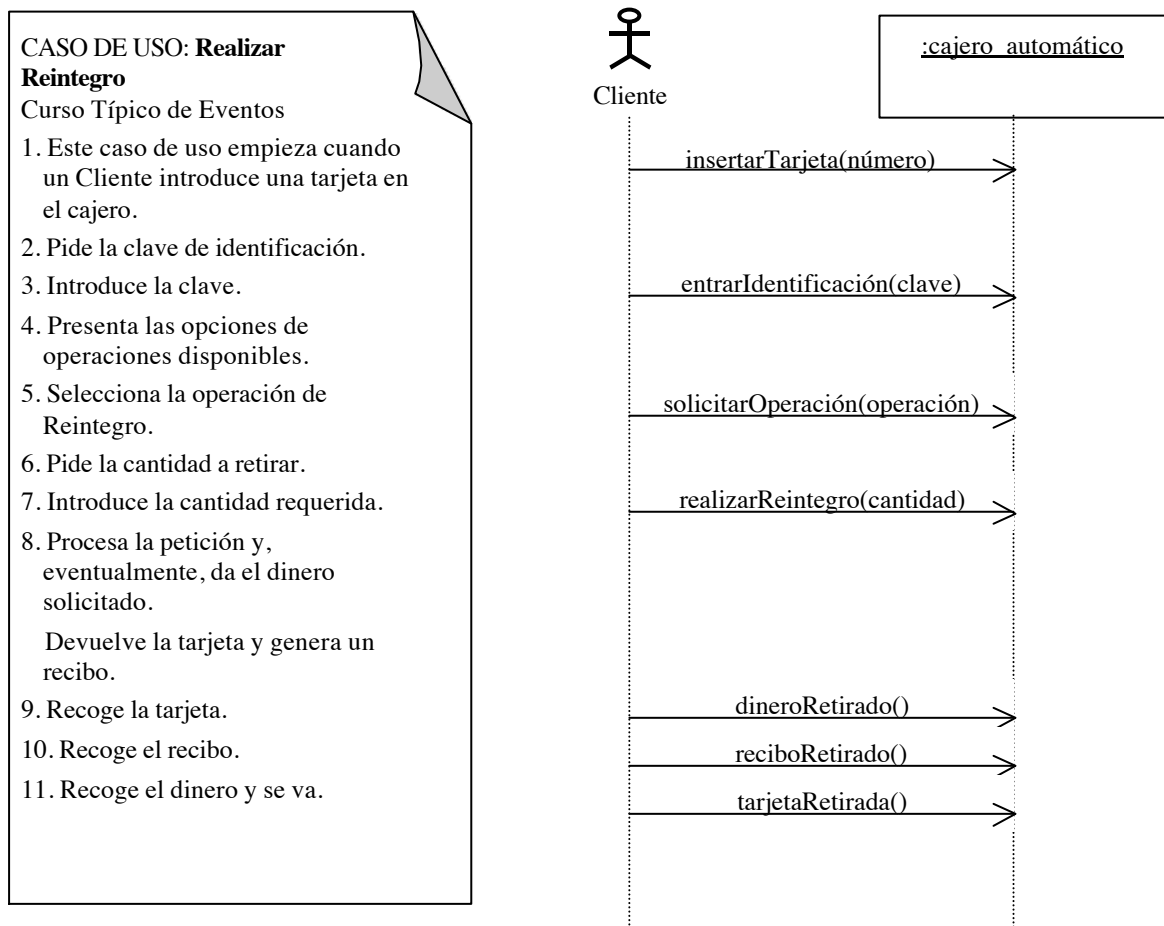 CASO DE USO: Realizar
Reintegro
Curso Típico de Eventos
1. Este caso de uso empieza cuando
un Cliente introduce una tarjeta en
el cajero.
2. Pide la clave de identificación.
3. Introduce la clave.
4. Presenta las opciones de
operaciones disponibles.
5. Selecciona la operación de
Reintegro.
6. Pide la cantidad a retirar.
7. Introduce la cantidad requerida.
8. Procesa la petición y,
eventualmente, da el dinero
solicitado.
Devuelve la tarjeta y genera un
recibo.
9. Recoge la tarjeta.
10. Recoge el recibo.
11. Recoge el dinero y se va.
Cliente
:cajero automático
insertarTarjeta(número)
entrarIdentificación(clave)
solicitarOperación(operación)
realizarReintegro(cantidad)
dineroRetirado()
reciboRetirado()
tarjetaRetirada()